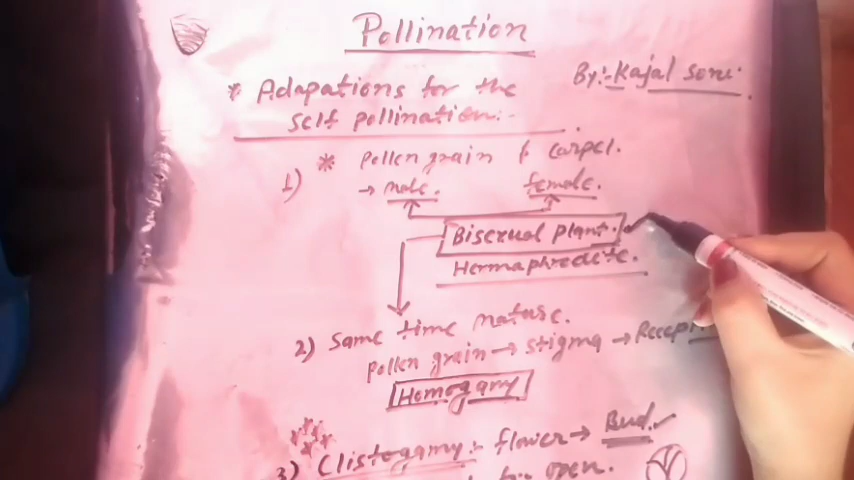 Pollination
By:- Kajal soni.
* Adapations for the
self pollination:-
1) * Pollen grain & carpel.
→ male. female.
Bisexual plant.
Hermaphrodite.
2) Same time mature.
Pollen grain → stigma →
Homogamy
3) Clistogamy:- flower → Bud.
open.